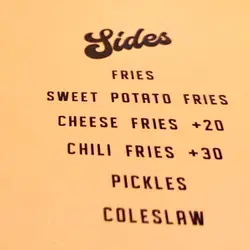 Sides
FRIES
SWEET POTATO FRIES
CHEESE FRIES +20
CHILI FRIES +30
PICKLES
COLESLAW